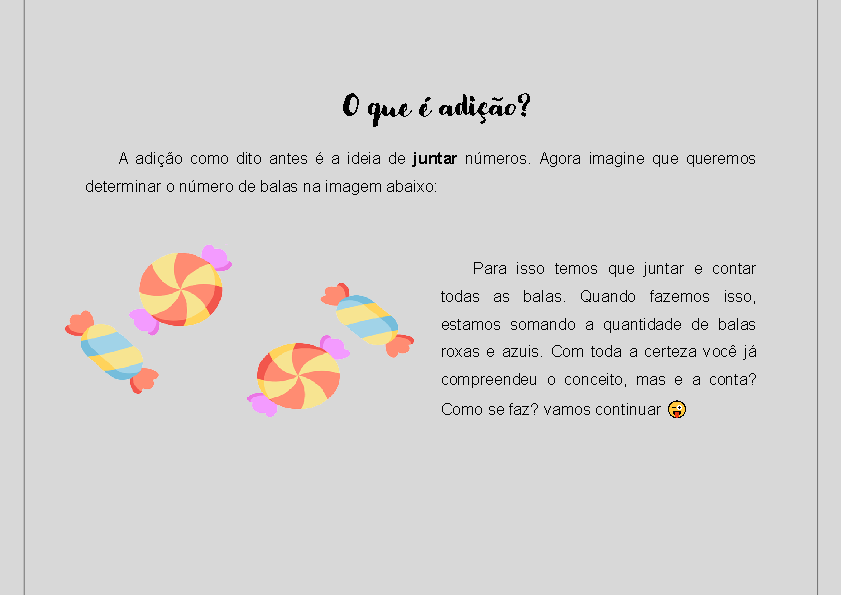 O que é adição?
A adição como dito antes é a ideia de juntar números. Agora imagine que queremos
determinar o número de balas na imagem abaixo:
Para isso temos que juntar e contar
todas as balas. Quando fazemos isso,
estamos somando a quantidade de balas
roxas e azuis. Com toda a certeza você já
compreendeu o conceito, mas e a conta?
Como se faz? vamos continuar 😜